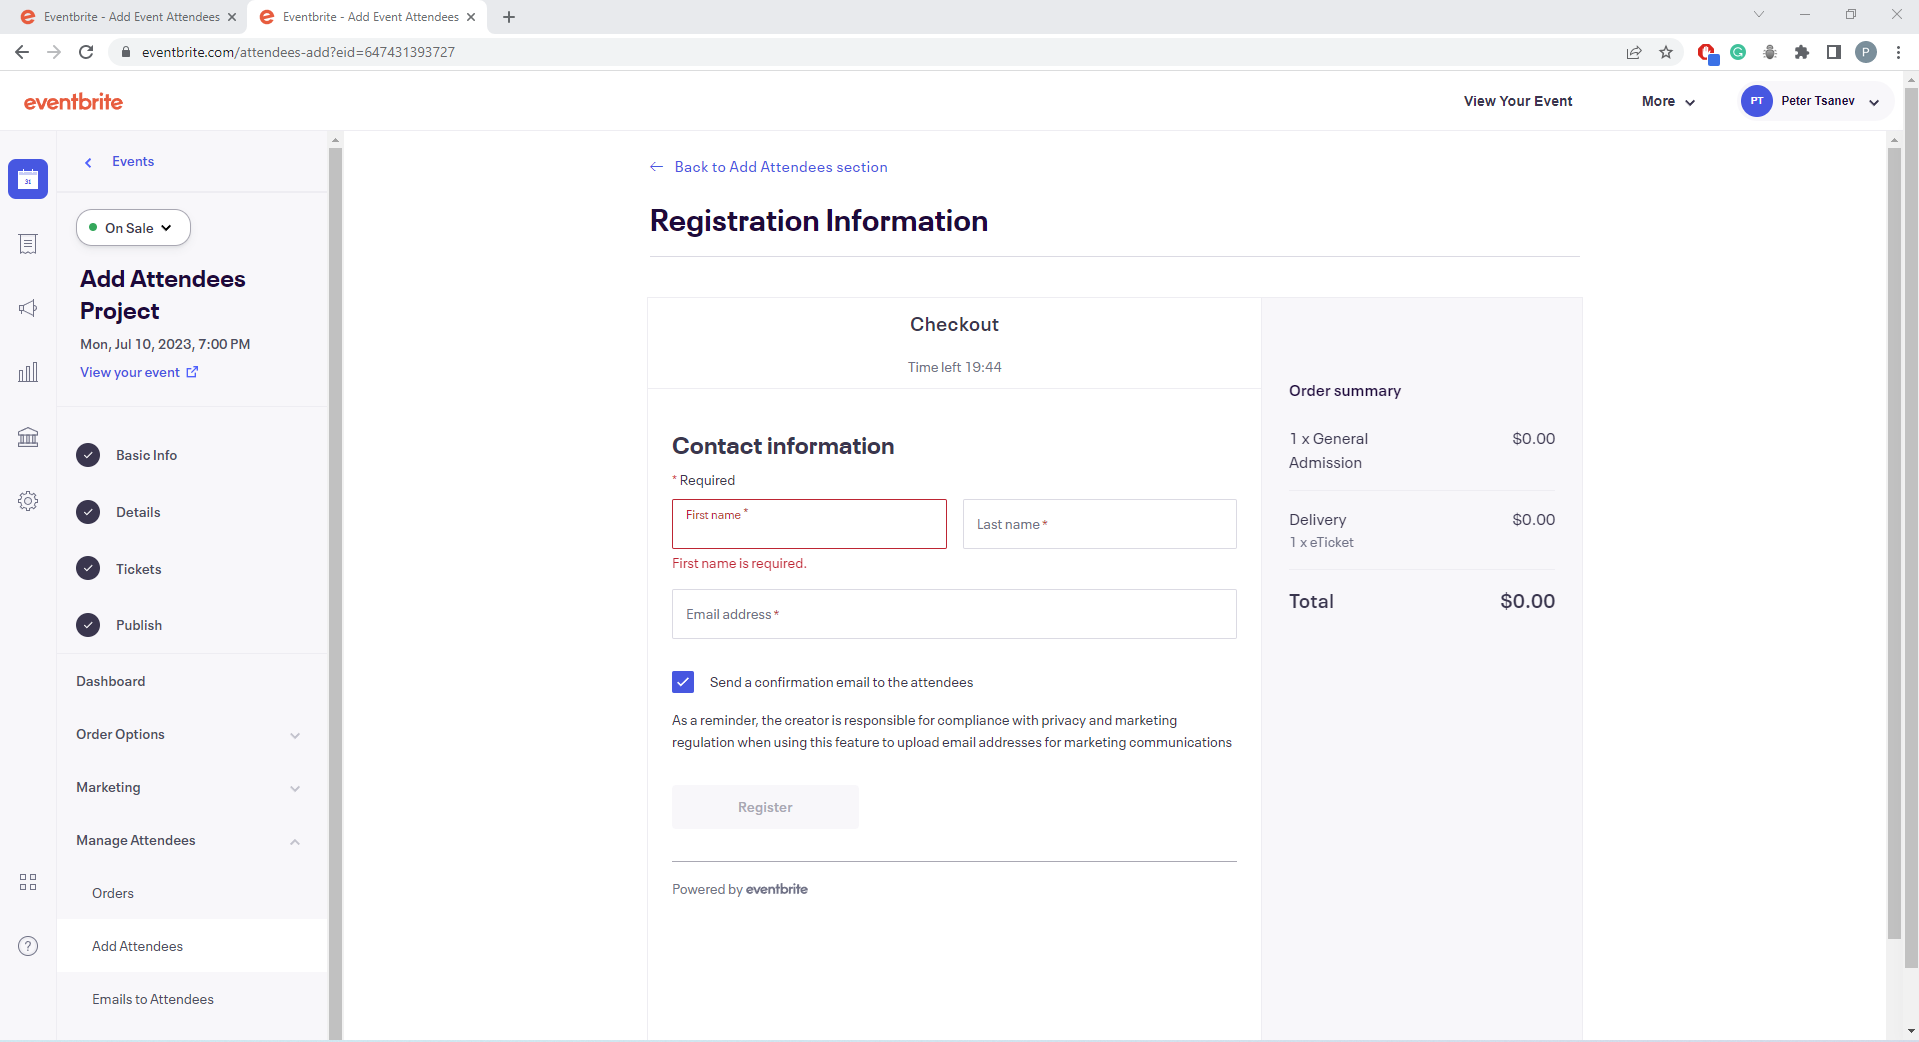 Eventbrite - Add Event Attendees
Eventbrite - Add Event Attendees
eventbrite.com/attendees-add?eid=647431393727
P
eventbrite
View Your Event
More
PT
Peter Tsanev
31
Events
On Sale
Add Attendees
Project
Mon, Jul 10, 2023, 7:00 PM
View your event
Basic Info
Details
Tickets
Publish
Dashboard
Order Options
Marketing
Manage Attendees
Orders
Add Attendees
Emails to Attendees
Back to Add Attendees section
Registration Information
Checkout
Time left 19:44
Contact information
* Required
First name *
Last name *
First name is required.
Email address *
Send a confirmation email to the attendees
As a reminder, the creator is responsible for compliance with privacy and marketing
regulation when using this feature to upload email addresses for marketing communications
Register
Powered by eventbrite
Order summary
1 x General $0.00
Admission
Delivery $0.00
1 x eTicket
Total $0.00